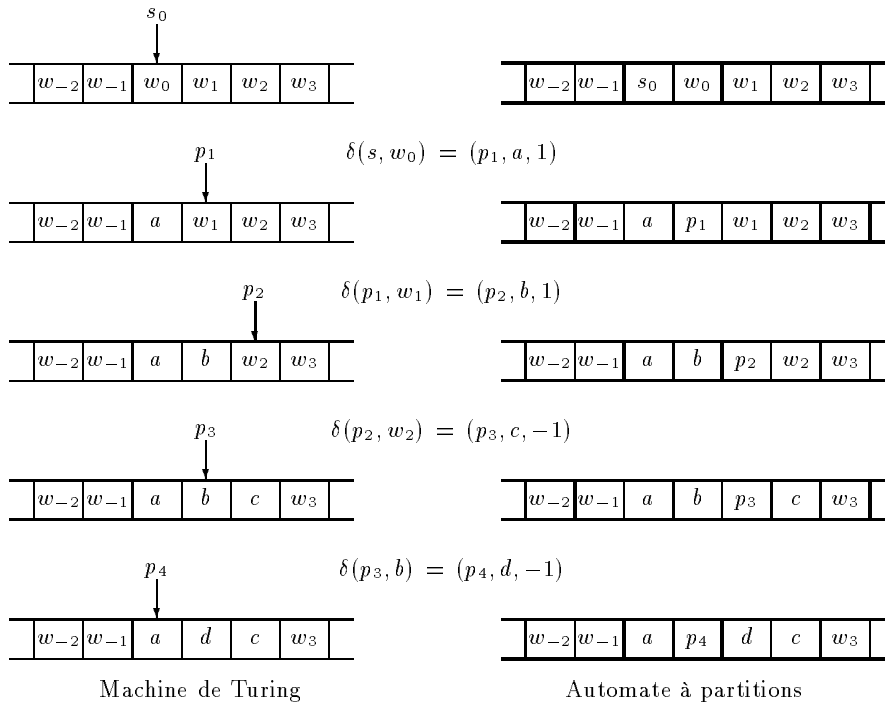 s₀
w₋₂ w₋₁ w₀ w₁ w₂ w₃ w₋₂ w₋₁ s₀ w₀ w₁ w₂ w₃
p₁ δ(s, w₀) = (p₁, a, 1)
w₋₂ w₋₁ a w₁ w₂ w₃ w₋₂ w₋₁ a p₁ w₁ w₂ w₃
p₂ δ(p₁, w₁) = (p₂, b, 1)
w₋₂ w₋₁ a b w₂ w₃ w₋₂ w₋₁ a b p₂ w₂ w₃
p₃ δ(p₂, w₂) = (p₃, c, −1)
w₋₂ w₋₁ a b c w₃ w₋₂ w₋₁ a b p₃ c w₃
p₄ δ(p₃, b) = (p₄, d, −1)
w₋₂ w₋₁ a d c w₃ w₋₂ w₋₁ a p₄ d c w₃
Machine de Turing Automate à partitions